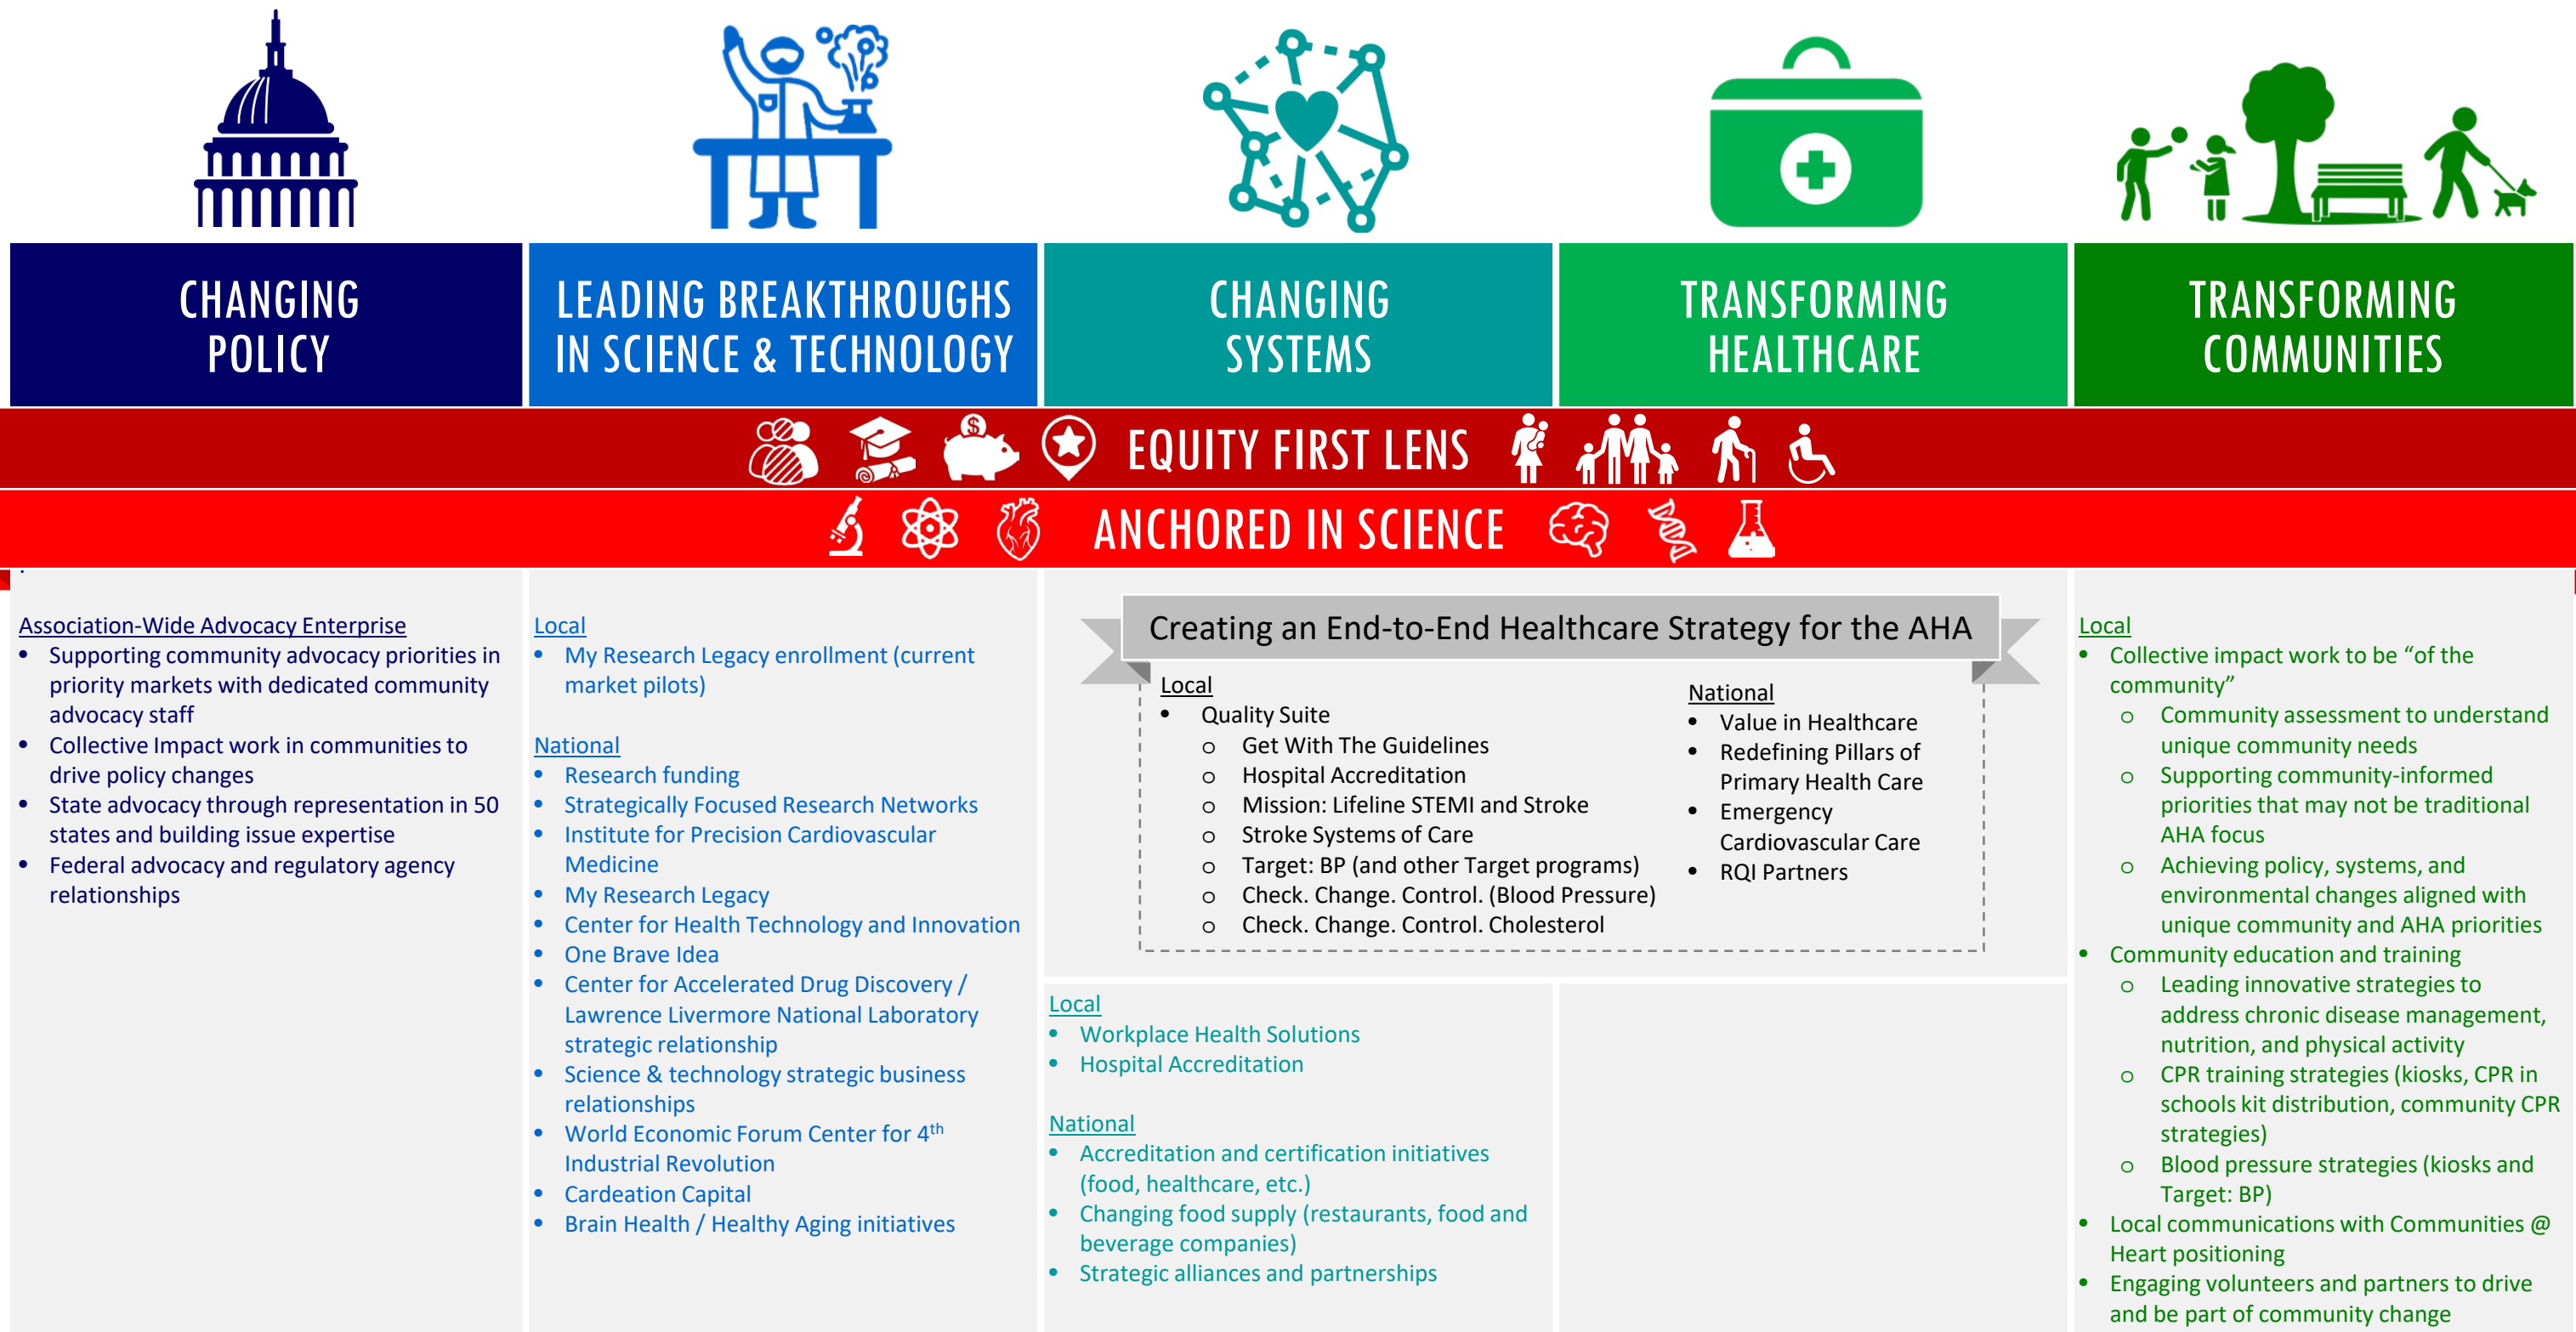 CHANGING
POLICY
LEADING BREAKTHROUGHS
IN SCIENCE & TECHNOLOGY
CHANGING
SYSTEMS
TRANSFORMING
HEALTHCARE
TRANSFORMING
COMMUNITIES
$
EQUITY FIRST LENS
ANCHORED IN SCIENCE
.
Association-Wide Advocacy Enterprise
• Supporting community advocacy priorities in
priority markets with dedicated community
advocacy staff
• Collective Impact work in communities to
drive policy changes
• State advocacy through representation in 50
states and building issue expertise
• Federal advocacy and regulatory agency
relationships
Local
• My Research Legacy enrollment (current
market pilots)
National
• Research funding
• Strategically Focused Research Networks
• Institute for Precision Cardiovascular
Medicine
• My Research Legacy
• Center for Health Technology and Innovation
• One Brave Idea
• Center for Accelerated Drug Discovery /
Lawrence Livermore National Laboratory
strategic relationship
• Science & technology strategic business
relationships
• World Economic Forum Center for 4th
Industrial Revolution
• Cardeation Capital
• Brain Health / Healthy Aging initiatives
Creating an End-to-End Healthcare Strategy for the AHA
Local
• Quality Suite
o Get With The Guidelines
o Hospital Accreditation
o Mission: Lifeline STEMI and Stroke
o Stroke Systems of Care
o Target: BP (and other Target programs)
o Check. Change. Control. (Blood Pressure)
o Check. Change. Control. Cholesterol
National
• Value in Healthcare
• Redefining Pillars of
Primary Health Care
• Emergency
Cardiovascular Care
• RQI Partners
Local
• Workplace Health Solutions
• Hospital Accreditation
National
• Accreditation and certification initiatives
(food, healthcare, etc.)
• Changing food supply (restaurants, food and
beverage companies)
• Strategic alliances and partnerships
Local
• Collective impact work to be “of the
community”
o Community assessment to understand
unique community needs
o Supporting community-informed
priorities that may not be traditional
AHA focus
o Achieving policy, systems, and
environmental changes aligned with
unique community and AHA priorities
• Community education and training
o Leading innovative strategies to
address chronic disease management,
nutrition, and physical activity
o CPR training strategies (kiosks, CPR in
schools kit distribution, community CPR
strategies)
o Blood pressure strategies (kiosks and
Target: BP)
• Local communications with Communities @
Heart positioning
• Engaging volunteers and partners to drive
and be part of community change